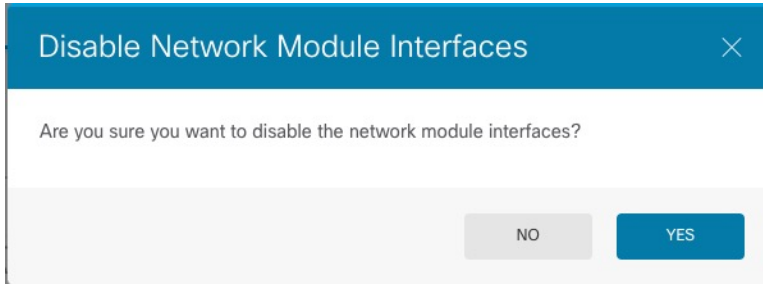 Disable Network Module Interfaces
Are you sure you want to disable the network module interfaces?
NO
YES